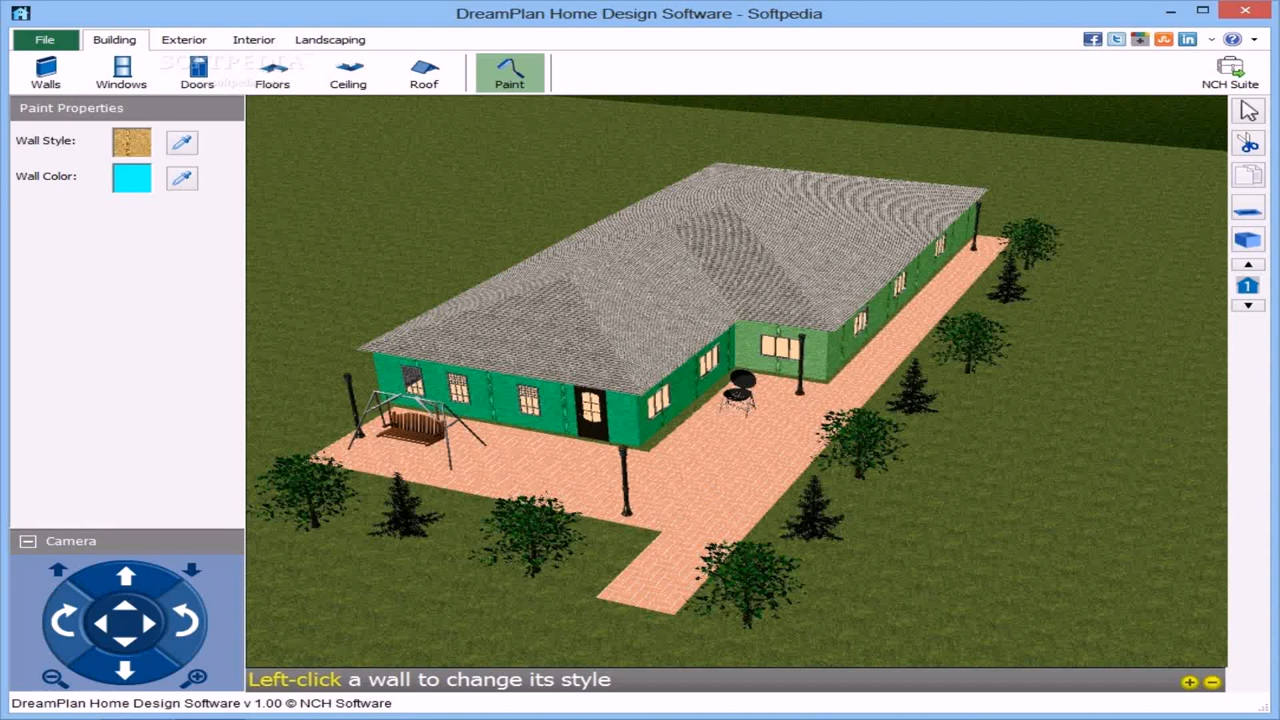 DreamPlan Home Design Software - Softpedia
File Building Exterior Interior Landscaping
SOFTPEDIA
Walls Windows Doors Floors Ceiling Roof Paint NCH Suite
Paint Properties
Wall Style:
Wall Color:
1
Camera
Left-click a wall to change its style
DreamPlan Home Design Software v 1.00 © NCH Software